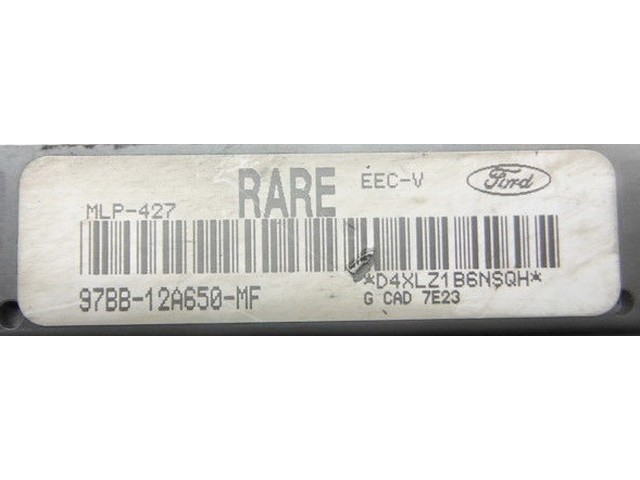 RARE EEC-V Ford
MLP-427
*D4XLZ1B6NSQH*
97BB-12A650-MF
G CAD 7E23